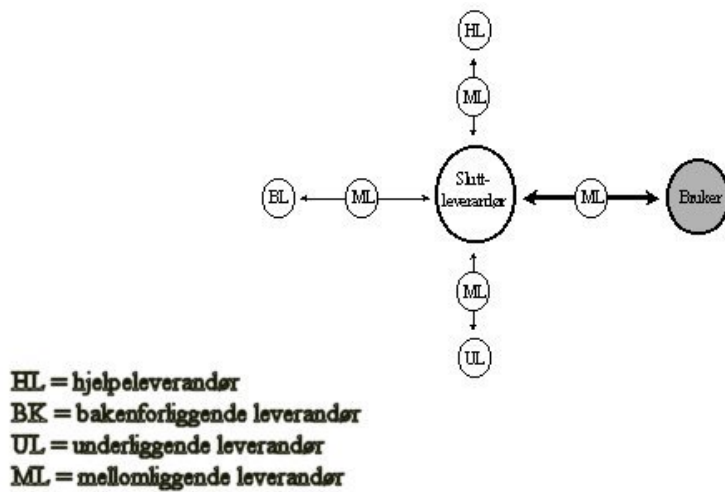 HL
ML
Slutt-
leverandør
BL
ML
ML
Bruker
ML
UL
HL = hjelpeleverandør
BK = bakenforliggende leverandør
UL = underliggende leverandør
ML = mellomliggende leverandør